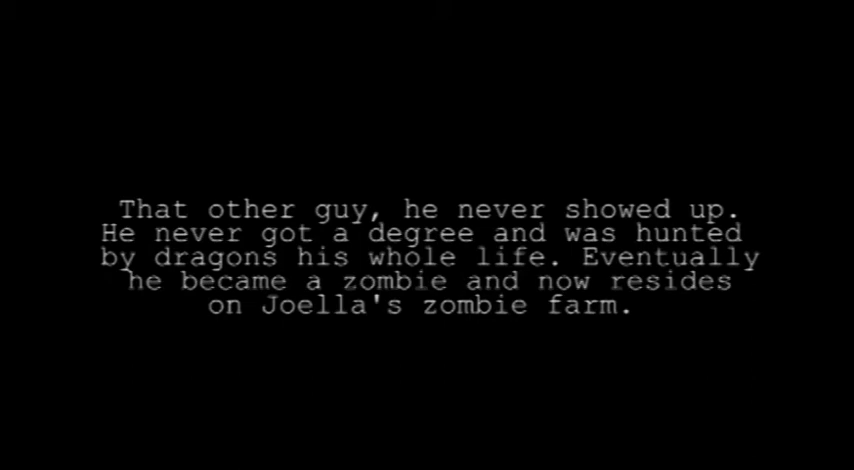 That other guy, he never showed up.
He never got a degree and was hunted
by dragons his whole life. Eventually
he became a zombie and now resides
on Joella's zombie farm.